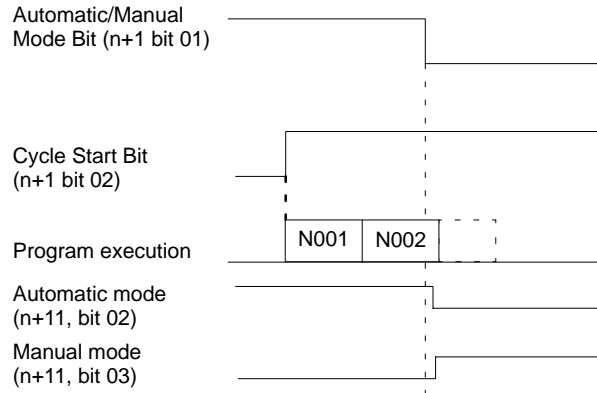 Automatic/Manual
Mode Bit (n+1 bit 01)
Cycle Start Bit
(n+1 bit 02)
N001 N002
Program execution
Automatic mode
(n+11, bit 02)
Manual mode
(n+11, bit 03)